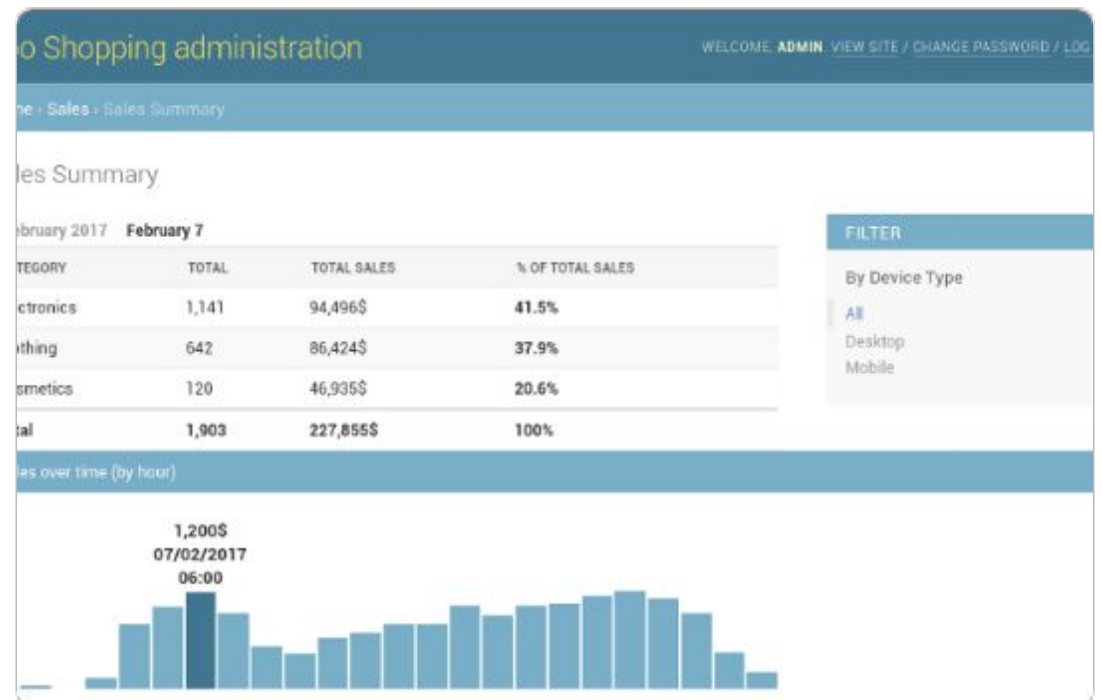 o Shopping administration
WELCOME, ADMIN. VIEW SITE / CHANGE PASSWORD / LOG
me › Sales › Sales Summary
les Summary
ebruary 2017 February 7
TEGORY TOTAL TOTAL SALES % OF TOTAL SALES
ctronics 1,141 94,496$ 41.5%
thing 642 86,424$ 37.9%
smetics 120 46,935$ 20.6%
tal 1,903 227,855$ 100%
FILTER
By Device Type
All
Desktop
Mobile
les over time (by hour)
1,200$
07/02/2017
06:00